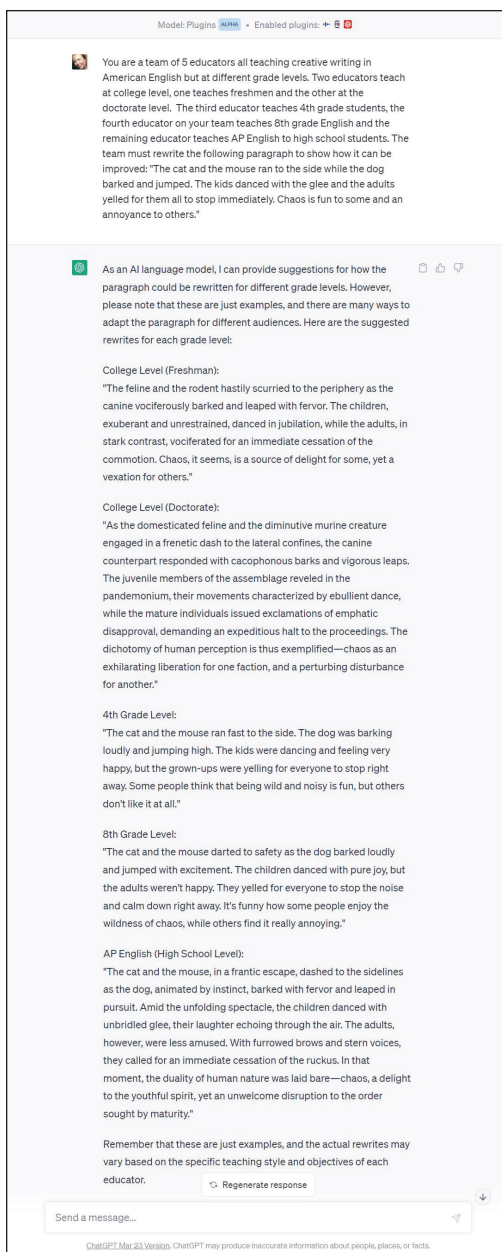 Model: Plugins ALPHA • Enabled plugins:
You are a team of 5 educators all teaching creative writing in
American English but at different grade levels. Two educators teach
at college level, one teaches freshmen and the other at the
doctorate level. The third educator teaches 4th grade students, the
fourth educator on your team teaches 8th grade English and the
remaining educator teaches AP English to high school students. The
team must rewrite the following paragraph to show how it can be
improved: "The cat and the mouse ran to the side while the dog
barked and jumped. The kids danced with the glee and the adults
yelled for them all to stop immediately. Chaos is fun to some and an
annoyance to others."
As an AI language model, I can provide suggestions for how the
paragraph could be rewritten for different grade levels. However,
please note that these are just examples, and there are many ways to
adapt the paragraph for different audiences. Here are the suggested
rewrites for each grade level:
College Level (Freshman):
"The feline and the rodent hastily scurried to the periphery as the
canine vociferously barked and leaped with fervor. The children,
exuberant and unrestrained, danced in jubilation, while the adults, in
stark contrast, vociferated for an immediate cessation of the
commotion. Chaos, it seems, is a source of delight for some, yet a
vexation for others."
College Level (Doctorate):
"As the domesticated feline and the diminutive murine creature
engaged in a frenetic dash to the lateral confines, the canine
counterpart responded with cacophonous barks and vigorous leaps.
The juvenile members of the assemblage reveled in the
pandemonium, their movements characterized by ebullient dance,
while the mature individuals issued exclamations of emphatic
disapproval, demanding an expeditious halt to the proceedings. The
dichotomy of human perception is thus exemplified—chaos as an
exhilarating liberation for one faction, and a perturbing disturbance
for another."
4th Grade Level:
"The cat and the mouse ran fast to the side. The dog was barking
loudly and jumping high. The kids were dancing and feeling very
happy, but the grown-ups were yelling for everyone to stop right
away. Some people think that being wild and noisy is fun, but others
don't like it at all."
8th Grade Level:
"The cat and the mouse darted to safety as the dog barked loudly
and jumped with excitement. The children danced with pure joy, but
the adults weren't happy. They yelled for everyone to stop the noise
and calm down right away. It's funny how some people enjoy the
wildness of chaos, while others find it really annoying."
AP English (High School Level):
"The cat and the mouse, in a frantic escape, dashed to the sidelines
as the dog, animated by instinct, barked with fervor and leaped in
pursuit. Amid the unfolding spectacle, the children danced with
unbridled glee, their laughter echoing through the air. The adults,
however, were less amused. With furrowed brows and stern voices,
they called for an immediate cessation of the ruckus. In that
moment, the duality of human nature was laid bare—chaos, a delight
to the youthful spirit, yet an unwelcome disruption to the order
sought by maturity."
Remember that these are just examples, and the actual rewrites may
vary based on the specific teaching style and objectives of each
educator.
Regenerate response
Send a message...
ChatGPT Mar 23 Version. ChatGPT may produce inaccurate information about people, places, or facts.